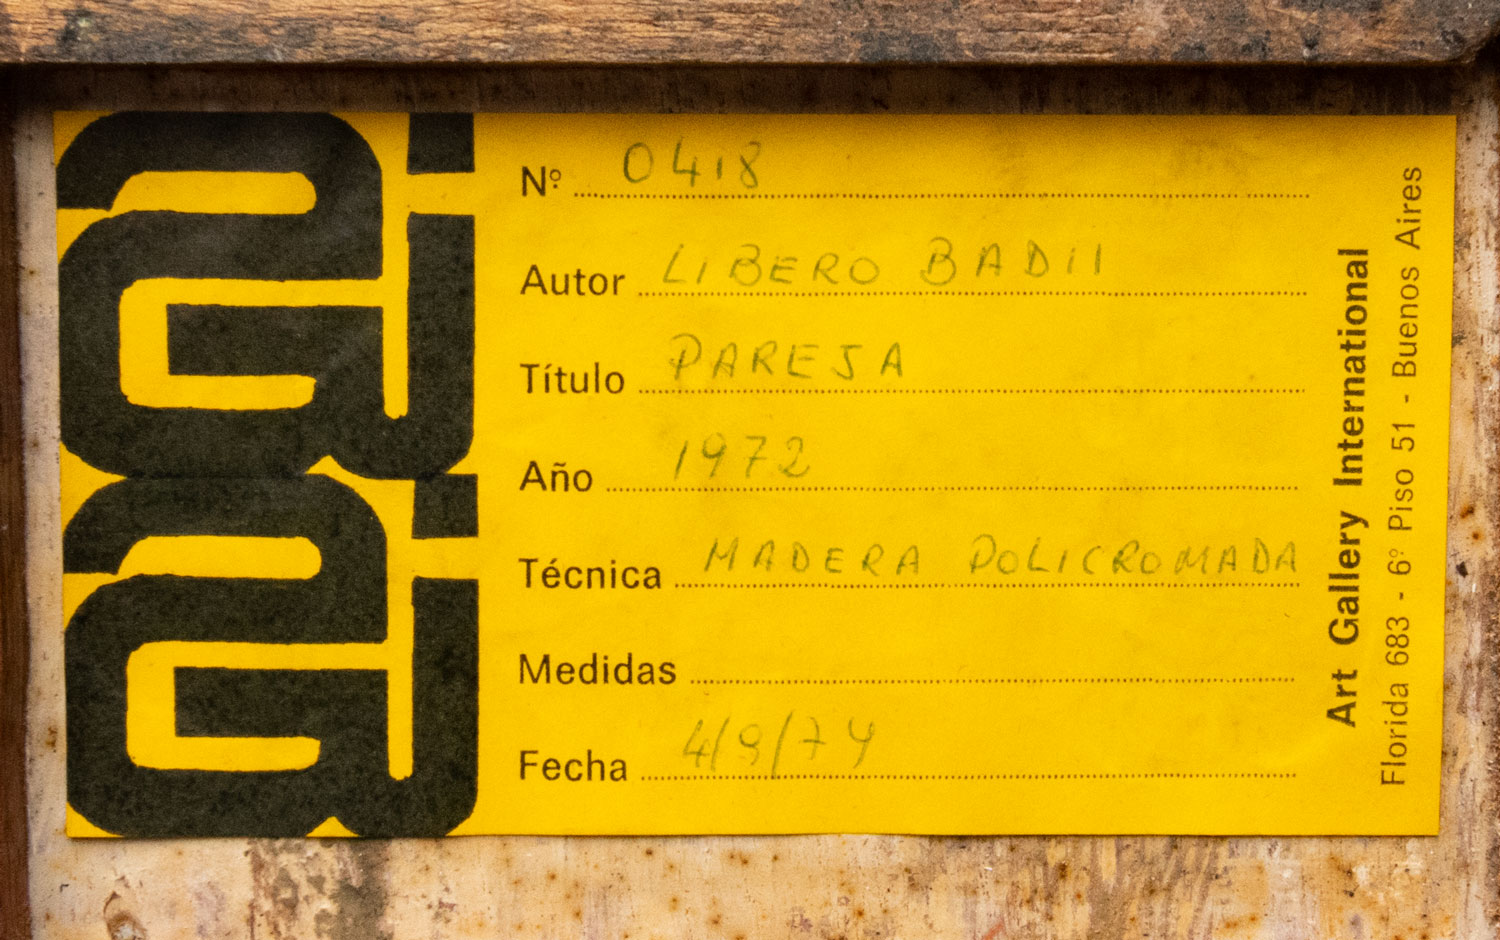 Nº 0418
Autor LIBERO BADII
Título PAREJA
Año 1972
Técnica MADERA POLICROMADA
Medidas
Fecha 4/9/74
Art Gallery International
Florida 683 - 6º Piso 51 - Buenos Aires